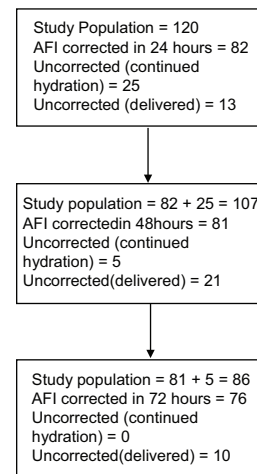 Study Population = 120
AFI corrected in 24 hours = 82
Uncorrected (continued
hydration) = 25
Uncorrected (delivered) = 13
Study population = 82 + 25 = 107
AFI correctedin 48hours = 81
Uncorrected (continued
hydration) = 5
Uncorrected(delivered) = 21
Study population = 81 + 5 = 86
AFI corrected in 72 hours = 76
Uncorrected (continued
hydration) = 0
Uncorrected(delivered) = 10